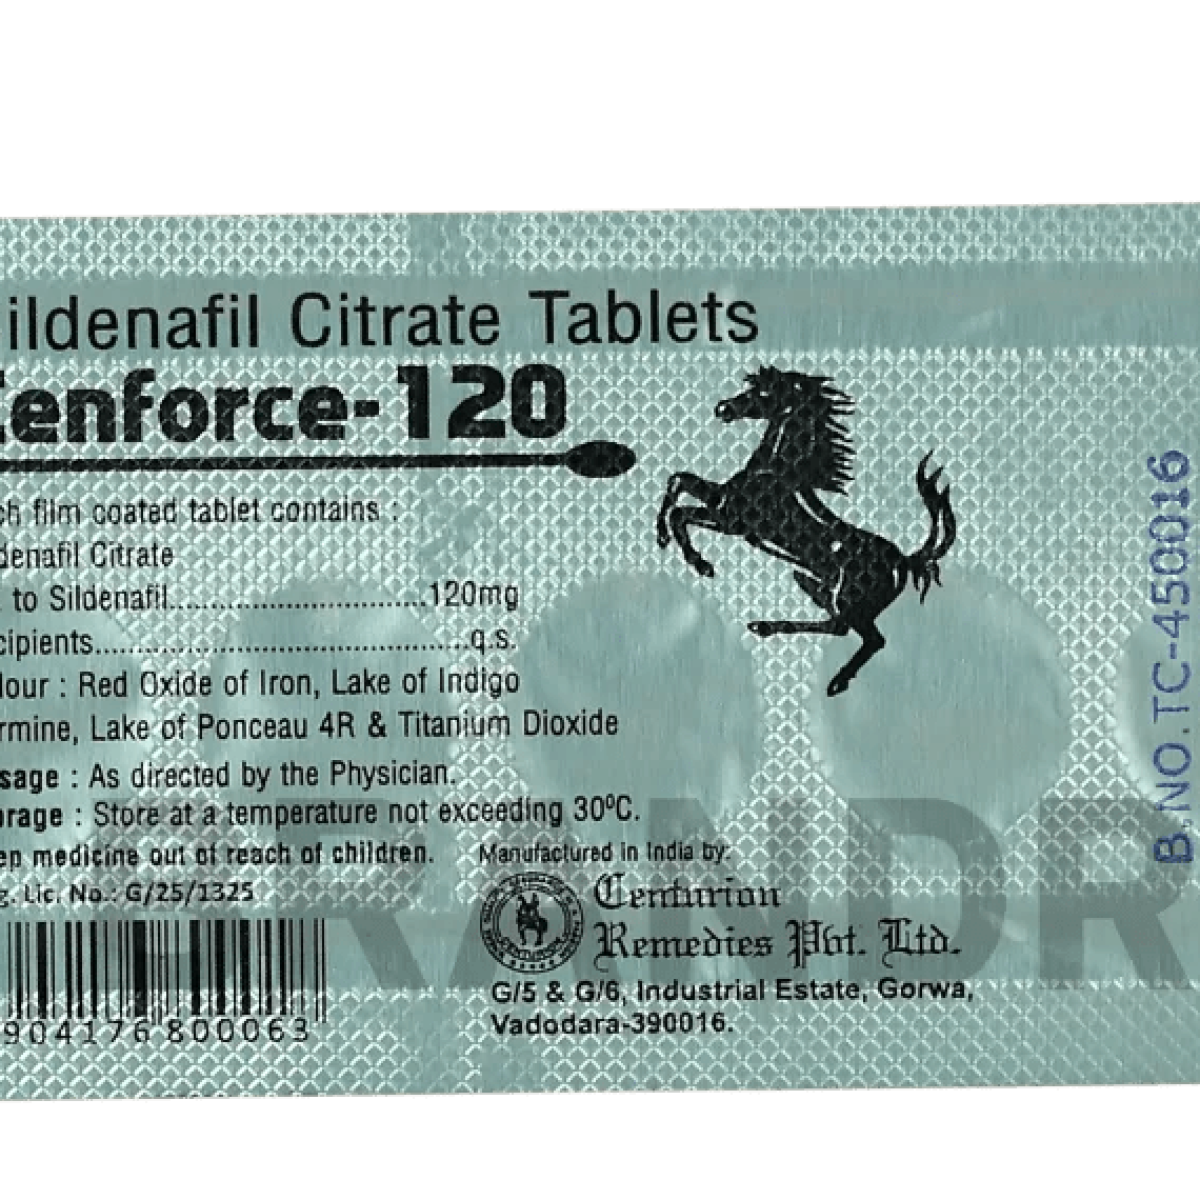 ildenafil Citrate Tablets
enforce-120
ch film coated tablet contains :
denafil Citrate
to Sildenafil..............................120mg
cipients..............................................q.s.
lour : Red Oxide of Iron, Lake of Indigo
rmine, Lake of Ponceau 4R & Titanium Dioxide
sage : As directed by the Physician.
orage : Store at a temperature not exceeding 30ºC.
ep medicine out of reach of children.
g. Lic. No.: G/25/1325
904176 800063
Manufactured in India by:
Centurion
Remedies Pvt. Ltd.
G/5 & G/6, Industrial Estate, Gorwa,
Vadodara-390016.
B.NO.TC-450016
RANDR